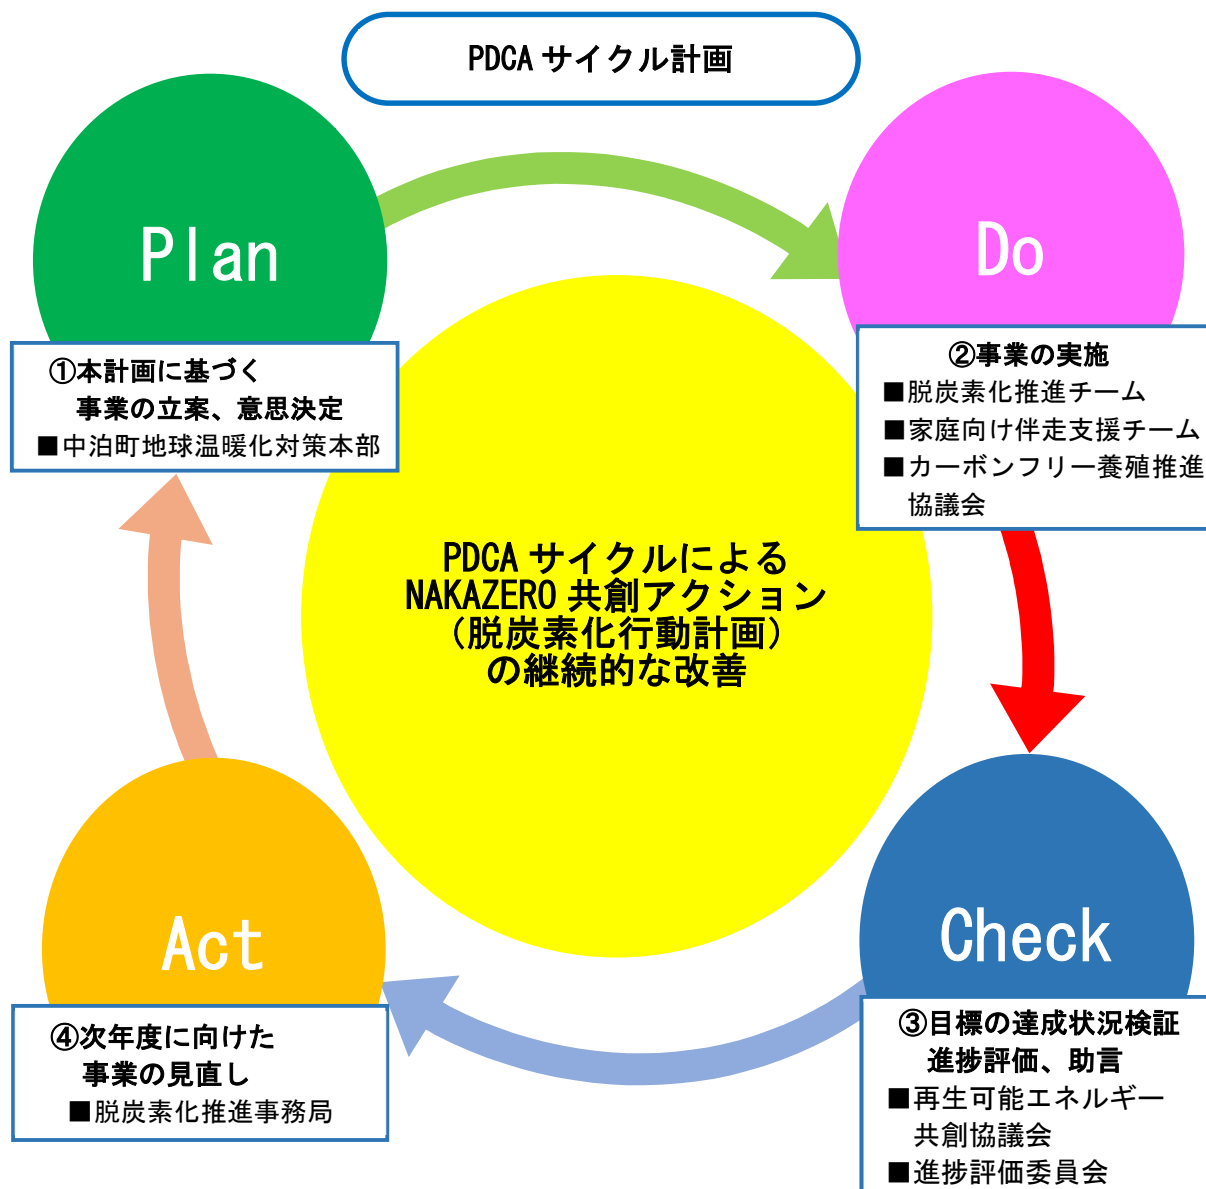 PDCA サイクル計画
Plan
①本計画に基づく
事業の立案、意思決定
■中泊町地球温暖化対策本部
Do
②事業の実施
■脱炭素化推進チーム
■家庭向け伴走支援チーム
■カーボンフリー養殖推進
協議会
PDCA サイクルによる
NAKAZERO 共創アクション
（脱炭素化行動計画）
の継続的な改善
Check
③目標の達成状況検証
進捗評価、助言
■再生可能エネルギー
共創協議会
■進捗評価委員会
Act
④次年度に向けた
事業の見直し
■脱炭素化推進事務局